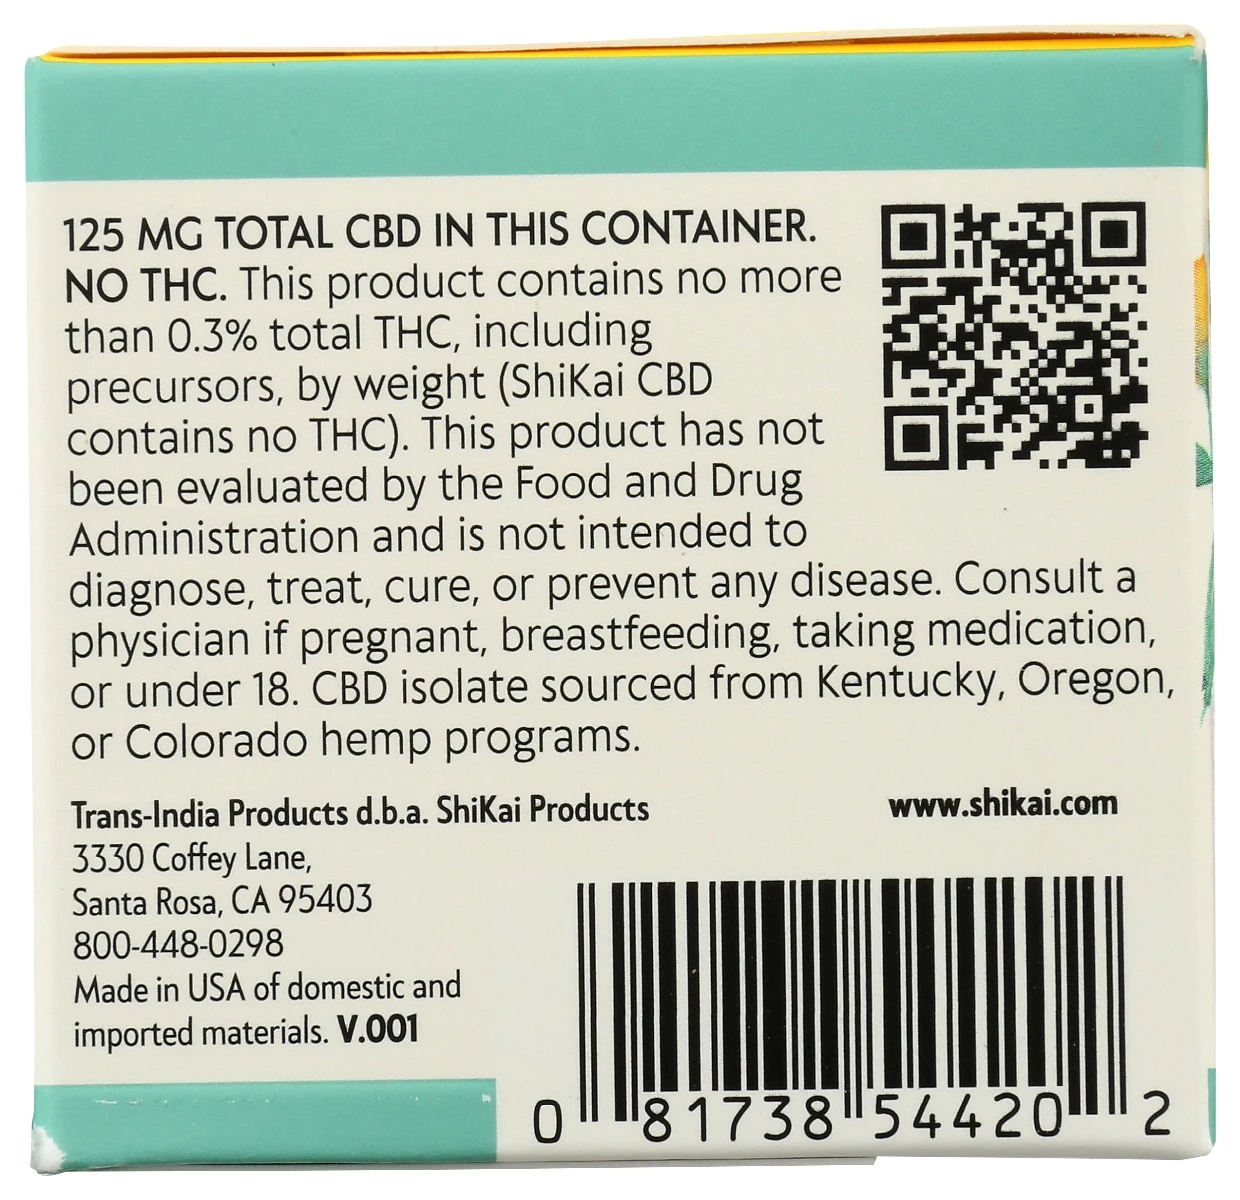 125 MG TOTAL CBD IN THIS CONTAINER.
NO THC. This product contains no more
than 0.3% total THC, including
precursors, by weight (ShiKai CBD
contains no THC). This product has not
been evaluated by the Food and Drug
Administration and is not intended to
diagnose, treat, cure, or prevent any disease. Consult a
physician if pregnant, breastfeeding, taking medication,
or under 18. CBD isolate sourced from Kentucky, Oregon,
or Colorado hemp programs.
Trans-India Products d.b.a. ShiKai Products
www.shikai.com
3330 Coffey Lane,
Santa Rosa, CA 95403
800-448-0298
Made in USA of domestic and
imported materials. V.001
0 81738 54420 2